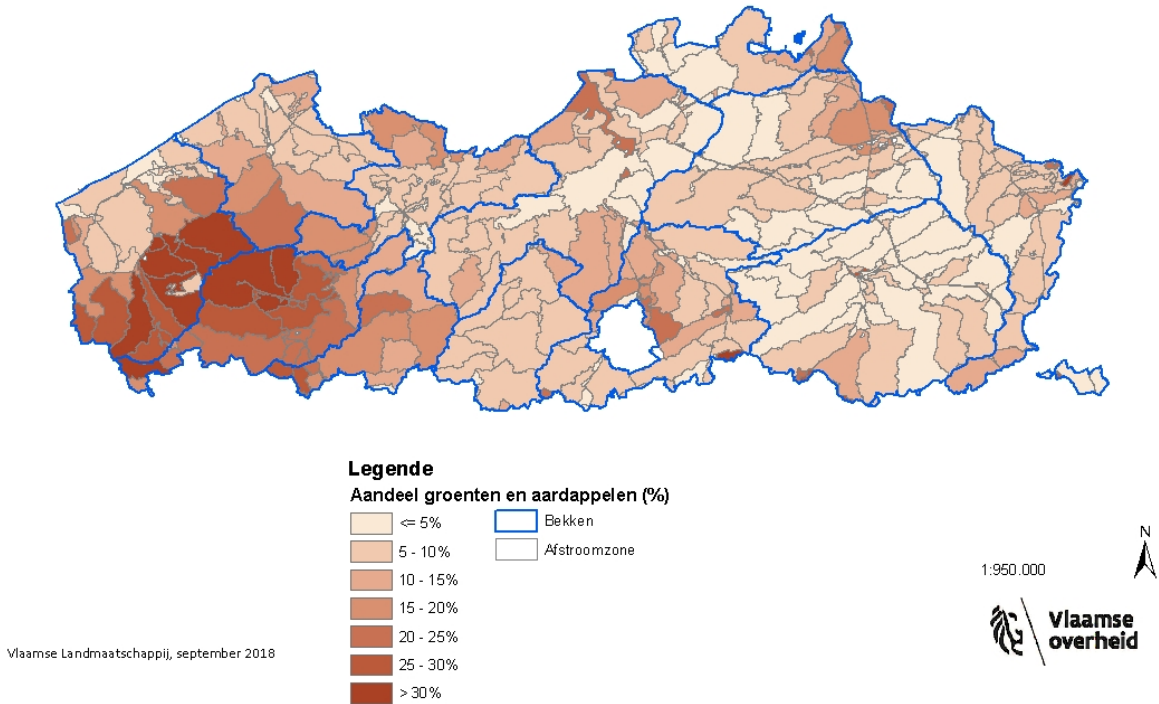 Legende
Aandeel groenten en aardappelen (%)
<= 5%
5 - 10%
10 - 15%
15 - 20%
20 - 25%
25 - 30%
> 30%
Bekken
Afstroomzone
N
1:950.000
Vlaamse
overheid
Vlaamse Landmaatschappij, september 2018